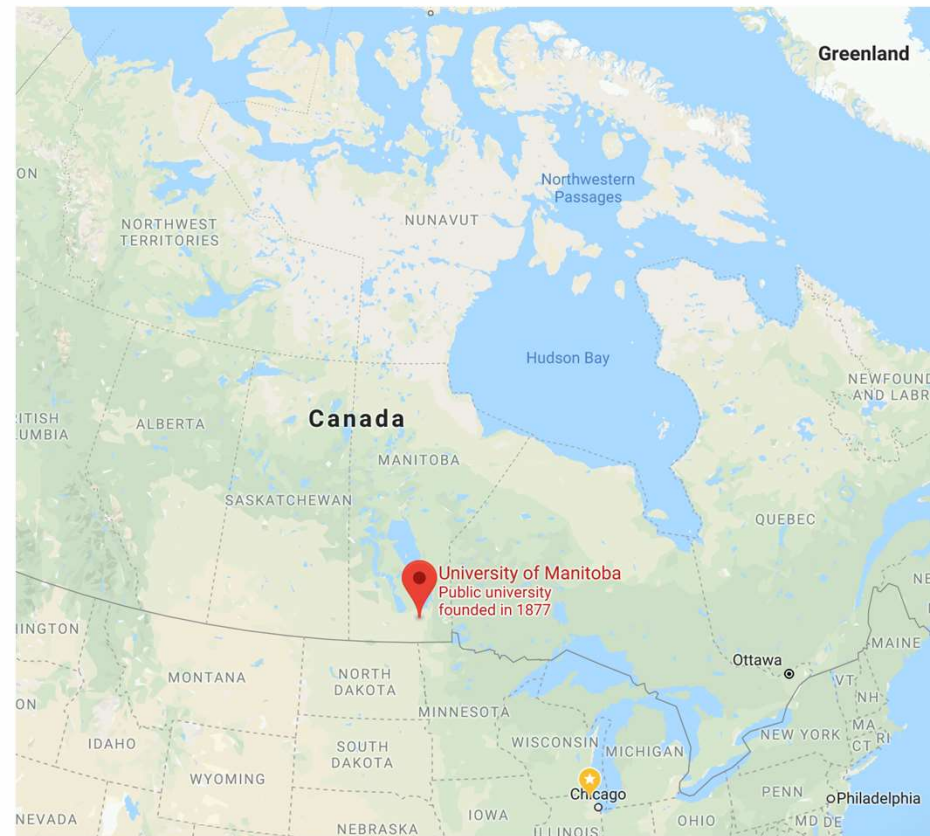 Greenland
ON
Northwestern
Passages
NUNAVUT
NORTHWEST
TERRITORIES
Hudson Bay
NEWFOUND
AND LABR
Canada
ITISH
UMBIA
ALBERTA
MANITOBA
SASKATCHEWAN
QUEBEC
University of Manitoba
Public university
founded in 1877
NE
INGTON
MAINE
Ottawa
MONTANA
NORTH
DAKOTA
VT
NH
ON
MINNESOTA
MA
NEW YORK
CT RI
IDAHO
SOUTH
DAKOTA
WISCONSIN
MICHIGAN
WYOMING
Chicago
PENN
Philadelphia
NEVADA
NEBRASKA
IOWA
ILLINOIS
OHIO
MD DE